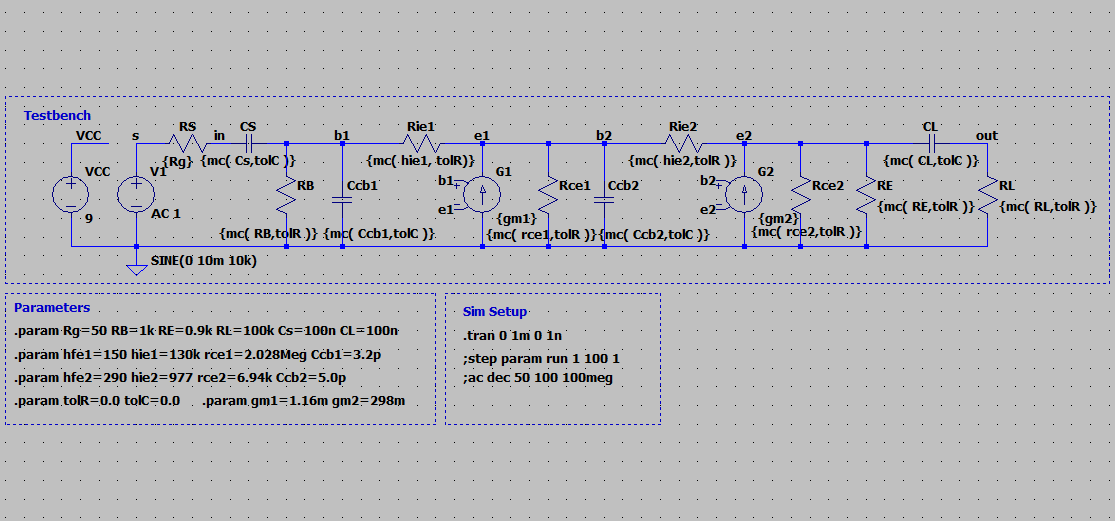 Testbench
VCC
s
RS
in
CS
b1
Rie1
e1
b2
Rie2
e2
CL
out
{Rg}
{mc( Cs,tolC )}
{mc( hie1, tolR)}
{mc( hie2,tolR )}
{mc( CL,tolC )}
VCC
V1
RB
Ccb1
b1
G1
Rce1
Ccb2
b2
G2
Rce2
RE
RL
9
AC 1
e1
{gm1}
e2
{gm2}
{mc( RE,tolR )}
{mc( RL,tolR )}
{mc( RB,tolR )}
{mc( Ccb1,tolC )}
{mc( rce1,tolR )}
{mc( Ccb2,tolC )}
{mc( rce2,tolR )}
SINE(0 10m 10k)
Parameters
.param Rg=50 RB=1k RE=0.9k RL=100k Cs=100n CL=100n
.param hfe1=150 hie1=130k rce1=2.028Meg Ccb1=3.2p
.param hfe2=290 hie2=977 rce2=6.94k Ccb2=5.0p
.param tolR=0.0 tolC=0.0 .param gm1=1.16m gm2=298m
Sim Setup
.tran 0 1m 0 1n
;step param run 1 100 1
;ac dec 50 100 100meg